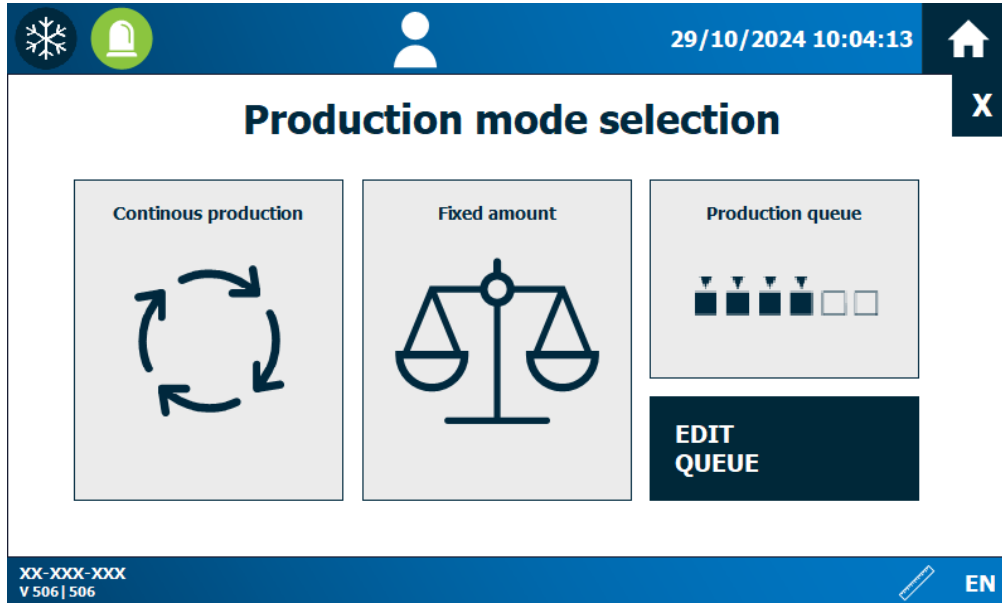 29/10/2024 10:04:13
X
Production mode selection
Continous production
Fixed amount
Production queue
EDIT
QUEUE
XX-XXX-XXX
V 506 | 506
EN